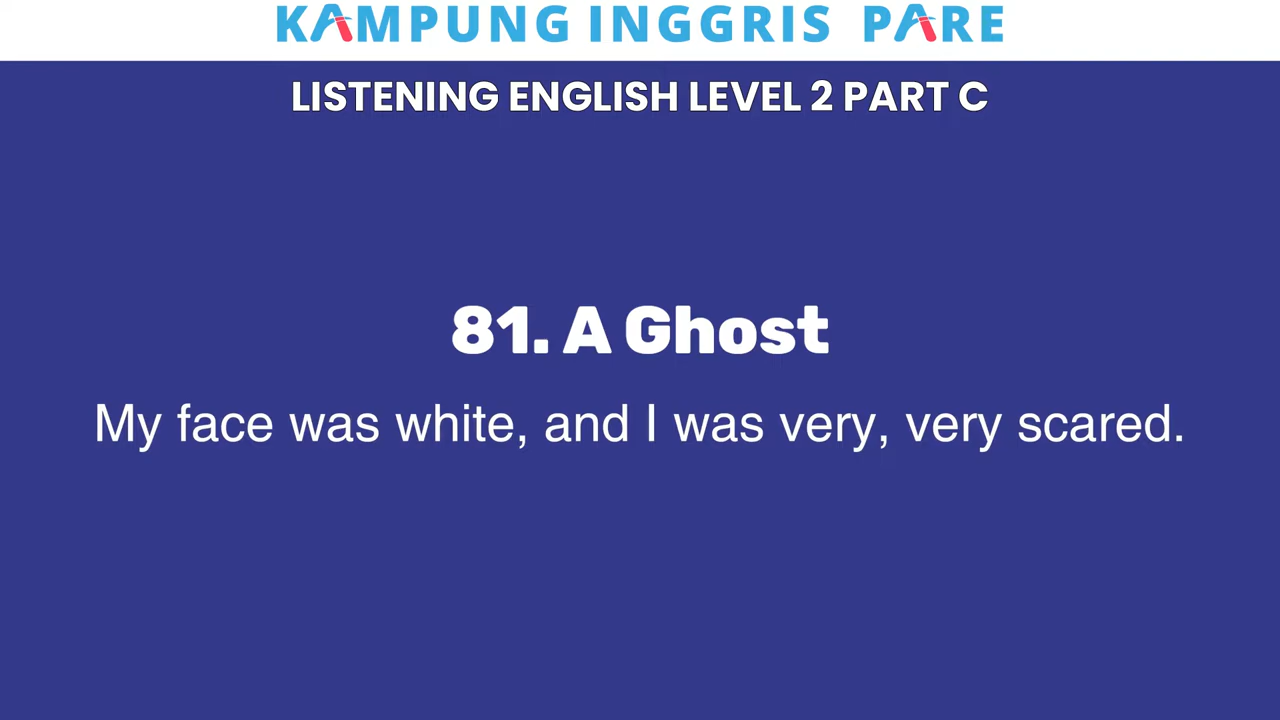 KAMPUNG INGGRIS PARE
LISTENING ENGLISH LEVEL 2 PART C
81. A Ghost
My face was white, and I was very, very scared.